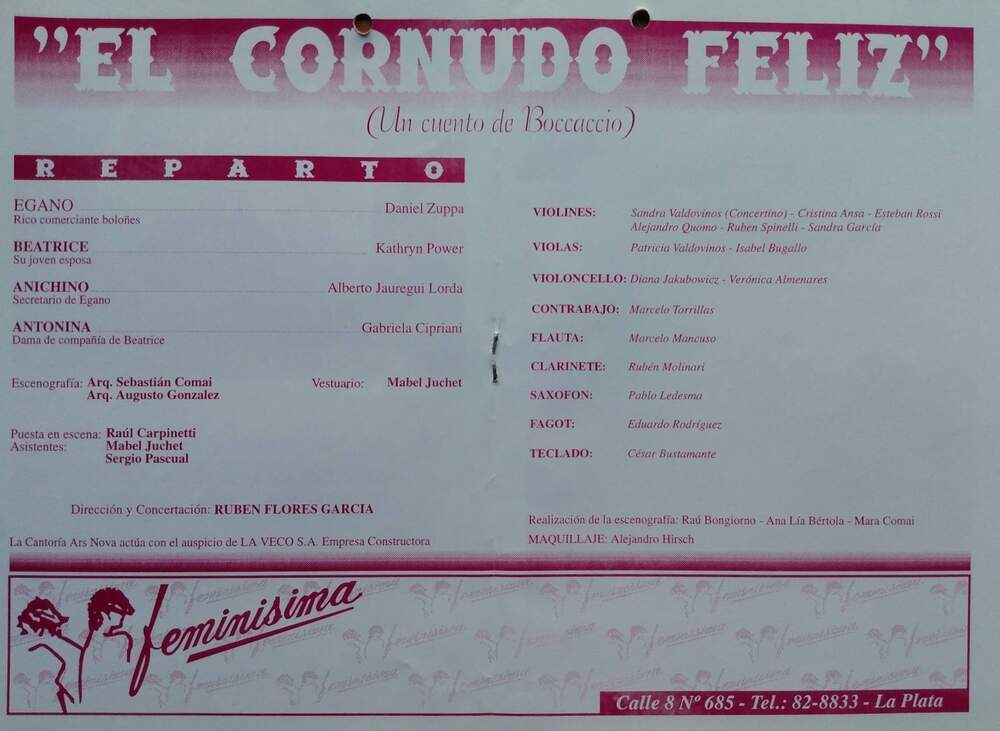 "EL CORNUDO FELIZ"
(Un cuento de Boccaccio)
REPARTO
EGANO Daniel Zuppa
Rico comerciante boloñes
BEATRICE Kathryn Power
Su joven esposa
ANICHINO Alberto Jauregui Lorda
Secretario de Egano
ANTONINA Gabriela Cipriani
Dama de compañía de Beatrice
Escenografía: Arq. Sebastián Comai Vestuario: Mabel Juchet
Arq. Augusto Gonzalez
Puesta en escena: Raúl Carpinetti
Asistentes: Mabel Juchet
Sergio Pascual
Dirección y Concertación: RUBEN FLORES GARCIA
La Cantoría Ars Nova actúa con el auspicio de LA VECO S.A. Empresa Constructora
VIOLINES: Sandra Valdovinos (Concertino) - Cristina Ansa - Esteban Rossi
Alejandro Quomo - Ruben Spinelli - Sandra García
VIOLAS: Patricia Valdovinos - Isabel Bugallo
VIOLONCELLO: Diana Jakubowicz - Verónica Almenares
CONTRABAJO: Marcelo Torrillas
FLAUTA: Marcelo Mancuso
CLARINETE: Rubén Molinari
SAXOFON: Pablo Ledesma
FAGOT: Eduardo Rodríguez
TECLADO: César Bustamante
Realización de la escenografía: Raú Bongiorno - Ana Lía Bértola - Mara Comai
MAQUILLAJE: Alejandro Hirsch
feminisima
Calle 8 Nº 685 - Tel.: 82-8833 - La Plata